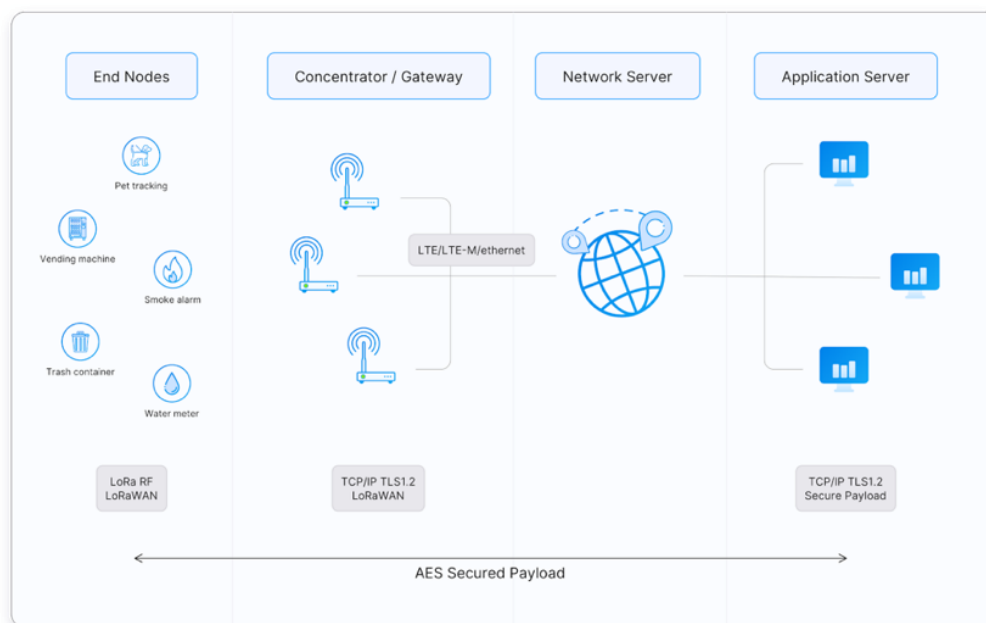 End Nodes
Concentrator / Gateway
Network Server
Application Server
Pet tracking
Vending machine
Smoke alarm
Trash container
Water meter
LTE/LTE-M/ethernet
LoRa RF
LoRaWAN
TCP/IP TLS1.2
LoRaWAN
TCP/IP TLS1.2
Secure Payload
AES Secured Payload